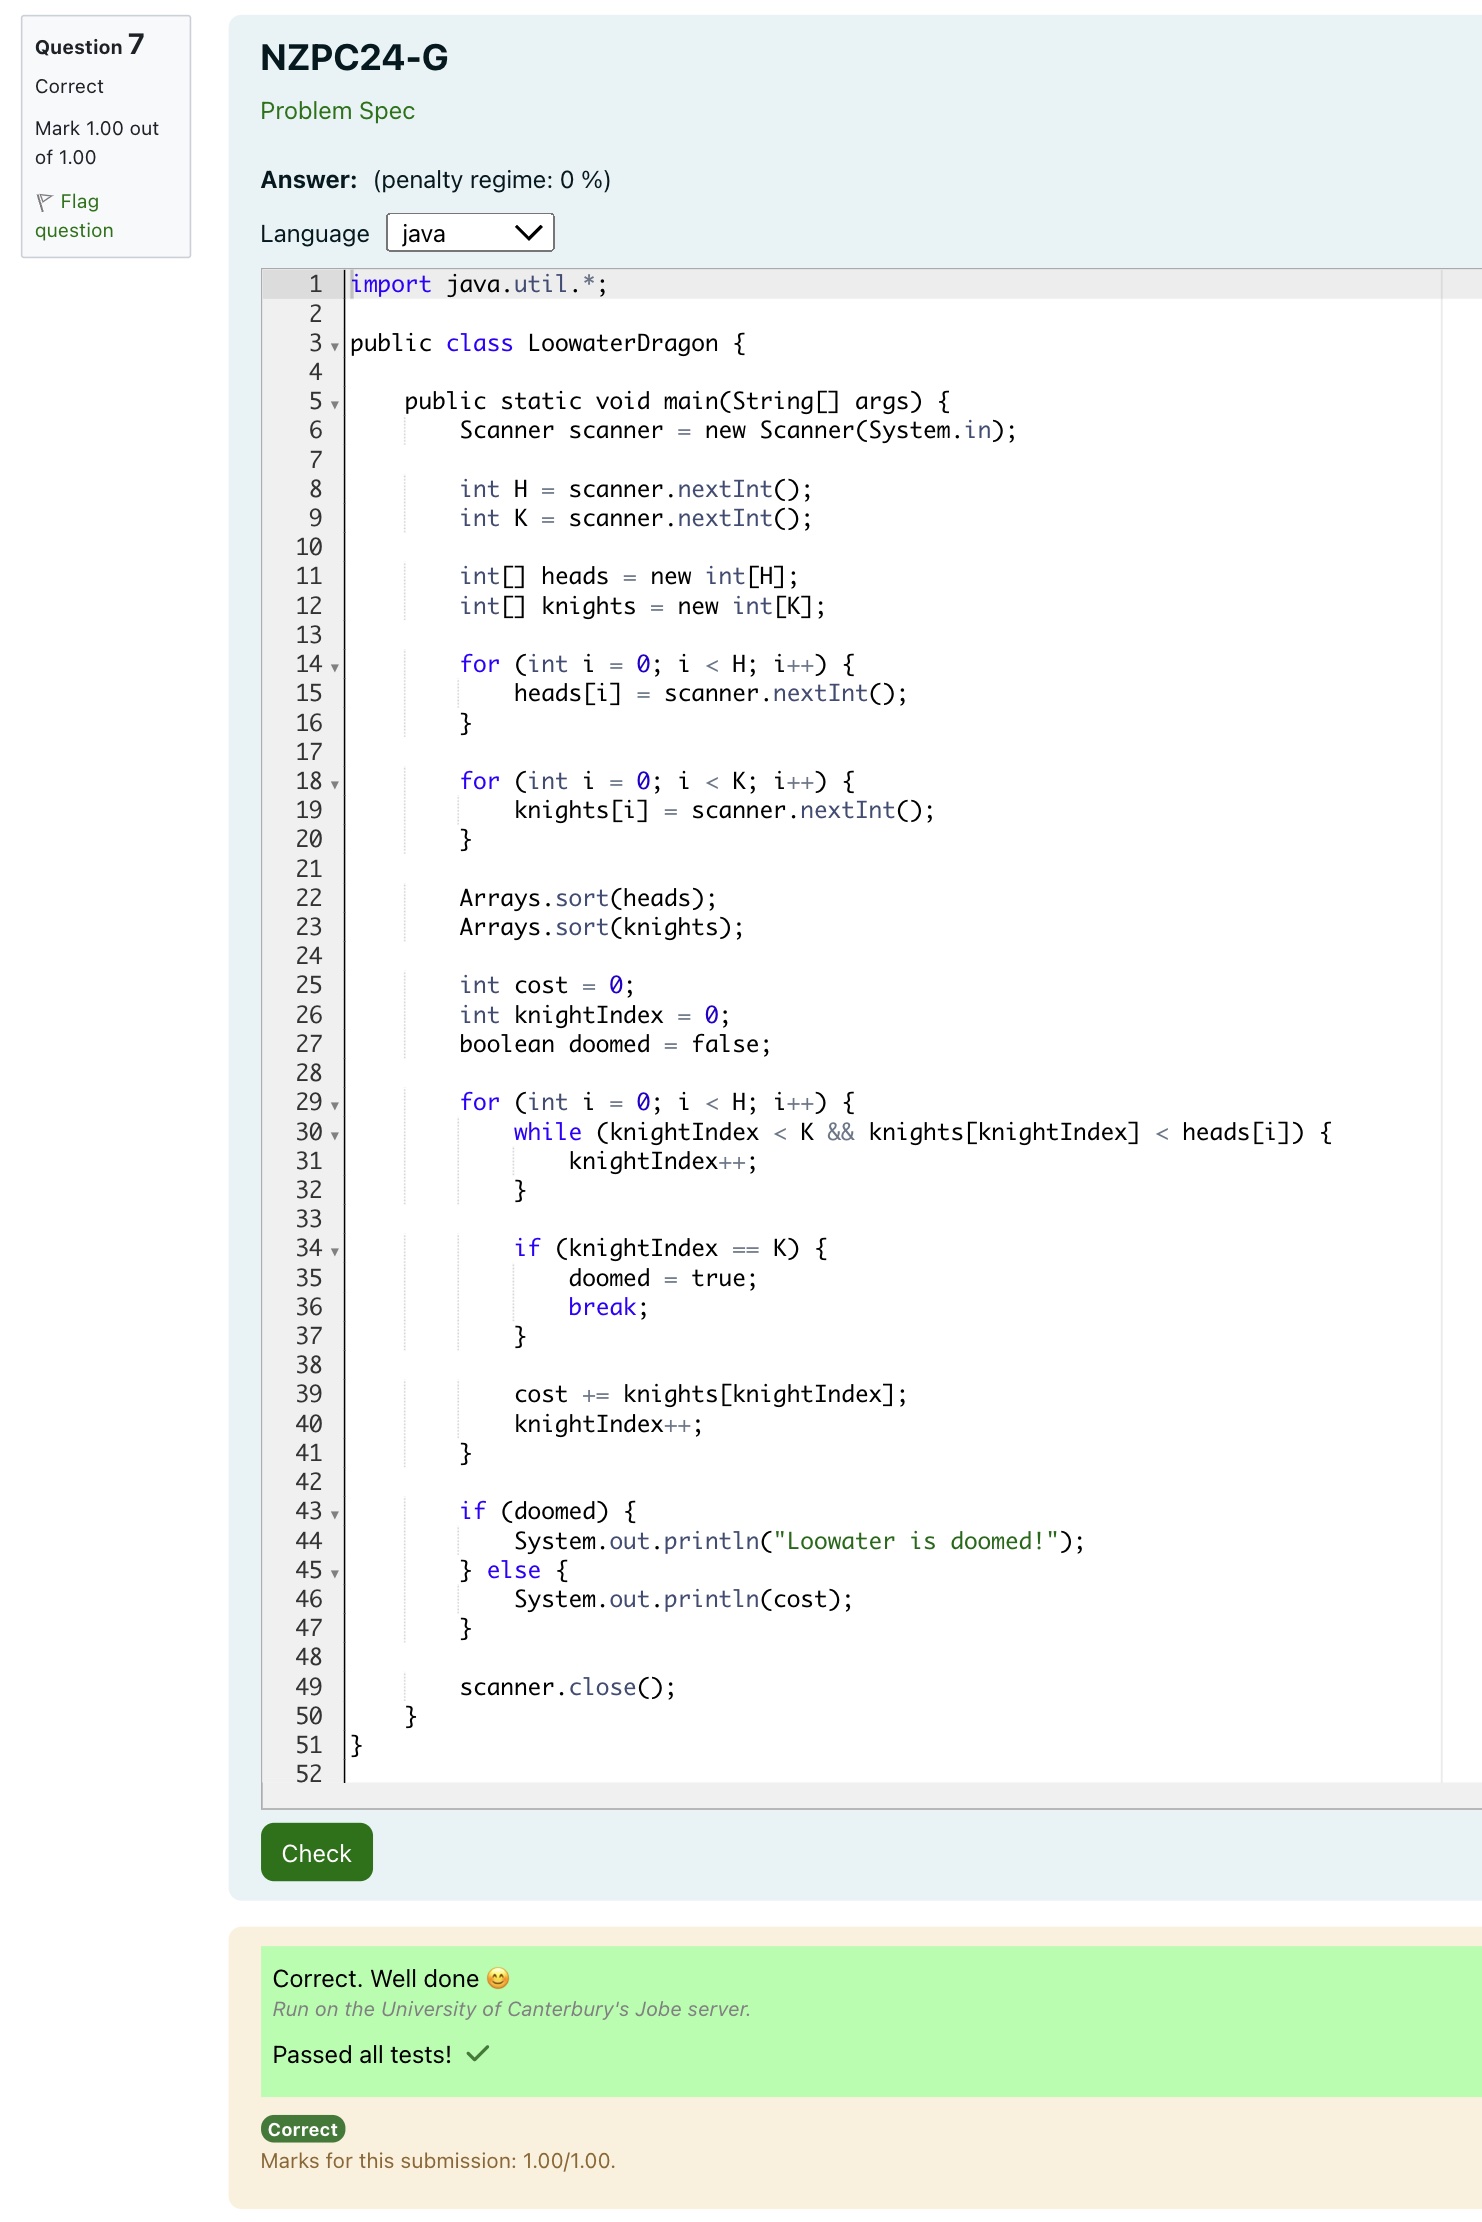 Question 7
Correct
Mark 1.00 out
of 1.00
Flag
question
NZPC24-G
Problem Spec
Answer: (penalty regime: 0 %)
Language java
1 import java.util.*;
2
3 public class LoowaterDragon {
4
5     public static void main(String[] args) {
6         Scanner scanner = new Scanner(System.in);
7
8         int H = scanner.nextInt();
9         int K = scanner.nextInt();
10
11         int[] heads = new int[H];
12         int[] knights = new int[K];
13
14         for (int i = 0; i < H; i++) {
15             heads[i] = scanner.nextInt();
16         }
17
18         for (int i = 0; i < K; i++) {
19             knights[i] = scanner.nextInt();
20         }
21
22         Arrays.sort(heads);
23         Arrays.sort(knights);
24
25         int cost = 0;
26         int knightIndex = 0;
27         boolean doomed = false;
28
29         for (int i = 0; i < H; i++) {
30             while (knightIndex < K && knights[knightIndex] < heads[i]) {
31                 knightIndex++;
32             }
33
34             if (knightIndex == K) {
35                 doomed = true;
36                 break;
37             }
38
39             cost += knights[knightIndex];
40             knightIndex++;
41         }
42
43         if (doomed) {
44             System.out.println("Loowater is doomed!");
45         } else {
46             System.out.println(cost);
47         }
48
49         scanner.close();
50     }
51 }
52
Check
Correct. Well done 😊
Run on the University of Canterbury's Jobe server.
Passed all tests! ✓
Correct
Marks for this submission: 1.00/1.00.